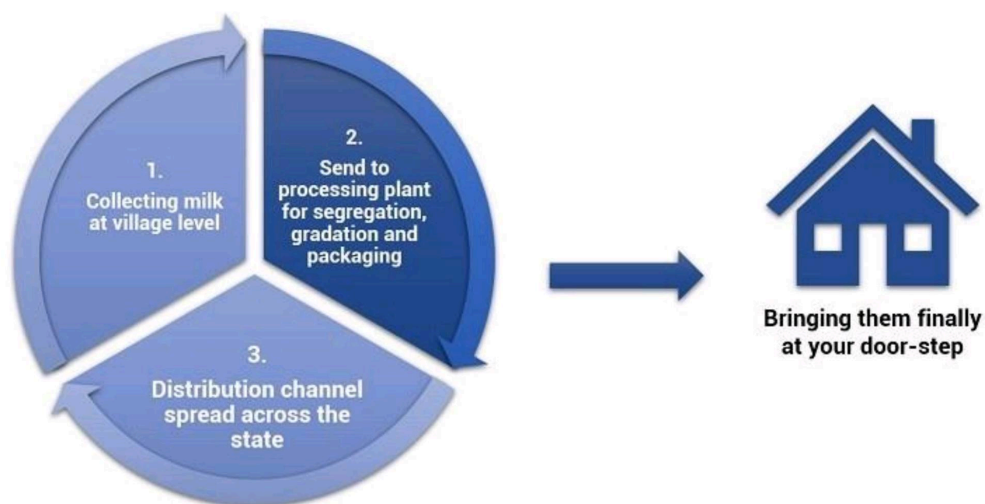 1.
Collecting milk
at village level
2.
Send to
processing plant
for segregation,
gradation and
packaging
3.
Distribution channel
spread across the
state
Bringing them finally
at your door-step